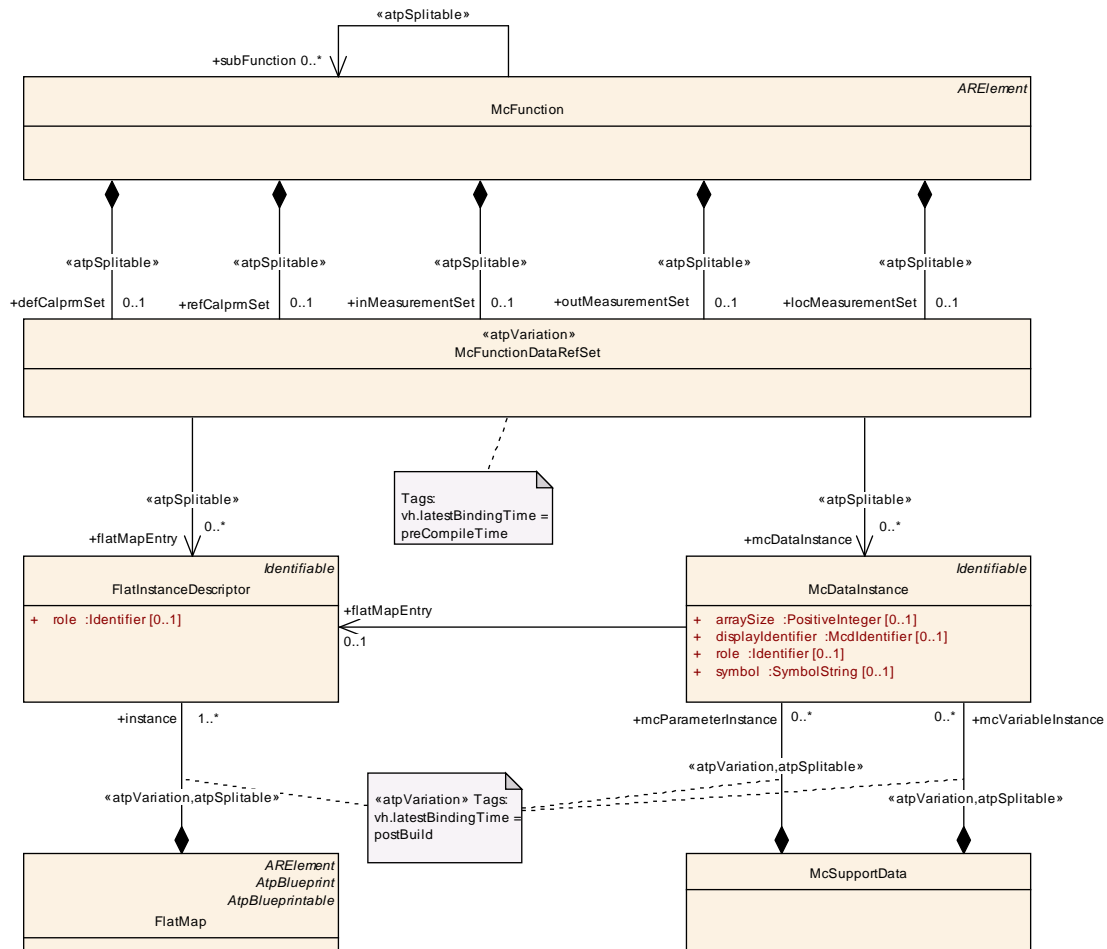 «atpSplitable»
+subFunction 0..*
ARElement
McFunction
«atpSplitable» «atpSplitable» «atpSplitable» «atpSplitable» «atpSplitable»
+defCalprmSet 0..1 +refCalprmSet 0..1 +inMeasurementSet 0..1 +outMeasurementSet 0..1 +locMeasurementSet 0..1
«atpVariation»
McFunctionDataRefSet
Tags:
vh.latestBindingTime =
preCompileTime
«atpSplitable»
0..*
+flatMapEntry
«atpSplitable»
0..*
+mcDataInstance
Identifiable
FlatInstanceDescriptor
+ role :Identifier [0..1]
+flatMapEntry
0..1
Identifiable
McDataInstance
+ arraySize :PositiveInteger [0..1]
+ displayIdentifier :McdIdentifier [0..1]
+ role :Identifier [0..1]
+ symbol :SymbolString [0..1]
+instance 1..*
+mcParameterInstance 0..* 0..* +mcVariableInstance
«atpVariation,atpSplitable»
«atpVariation,atpSplitable»
«atpVariation,atpSplitable»
«atpVariation» Tags:
vh.latestBindingTime =
postBuild
ARElement
AtpBlueprint
AtpBlueprintable
FlatMap
McSupportData